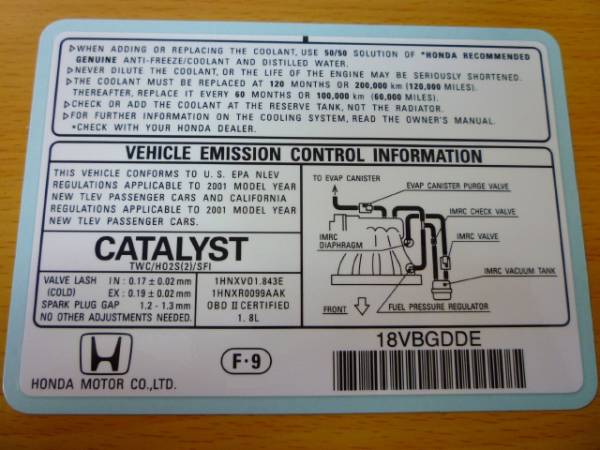 ▷WHEN ADDING OR REPLACING THE COOLANT, USE 50/50 SOLUTION OF *HONDA RECOMMENDED
GENUINE ANTI-FREEZE/COOLANT AND DISTILLED WATER.
▷NEVER DILUTE THE COOLANT, OR THE LIFE OF THE ENGINE MAY BE SERIOUSLY SHORTENED.
▷THE COOLANT MUST BE REPLACED AT 120 MONTHS OR 200,000 km (120,000 MILES).
THEREAFTER, REPLACE IT EVERY 60 MONTHS OR 100,000 km (60,000 MILES).
▷CHECK OR ADD THE COOLANT AT THE RESERVE TANK, NOT THE RADIATOR.
▷FOR FURTHER INFORMATION ON THE COOLING SYSTEM, READ THE OWNER'S MANUAL.
*CHECK WITH YOUR HONDA DEALER.
VEHICLE EMISSION CONTROL INFORMATION
THIS VEHICLE CONFORMS TO U.S. EPA NLEV
REGULATIONS APPLICABLE TO 2001 MODEL YEAR
NEW TLEV PASSENGER CARS AND CALIFORNIA
REGULATIONS APPLICABLE TO 2001 MODEL YEAR
NEW TLEV PASSENGER CARS.
CATALYST
TWC/HO2S(2)/SFI
VALVE LASH IN : 0.17 ± 0.02 mm
(COLD) EX : 0.19 ± 0.02 mm
SPARK PLUG GAP 1.2 - 1.3 mm
NO OTHER ADJUSTMENTS NEEDED.
1HNXV01.843E
1HNXR0099AAK
OBD II CERTIFIED
1. 8L
TO EVAP CANISTER
EVAP CANISTER PURGE VALVE
IMRC CHECK VALVE
IMRC
DIAPHRAGM
IMRC VALVE
IMRC VACUUM TANK
FRONT
FUEL PRESSURE REGULATOR
HONDA MOTOR CO.,LTD.
F·9
18VBGDDE